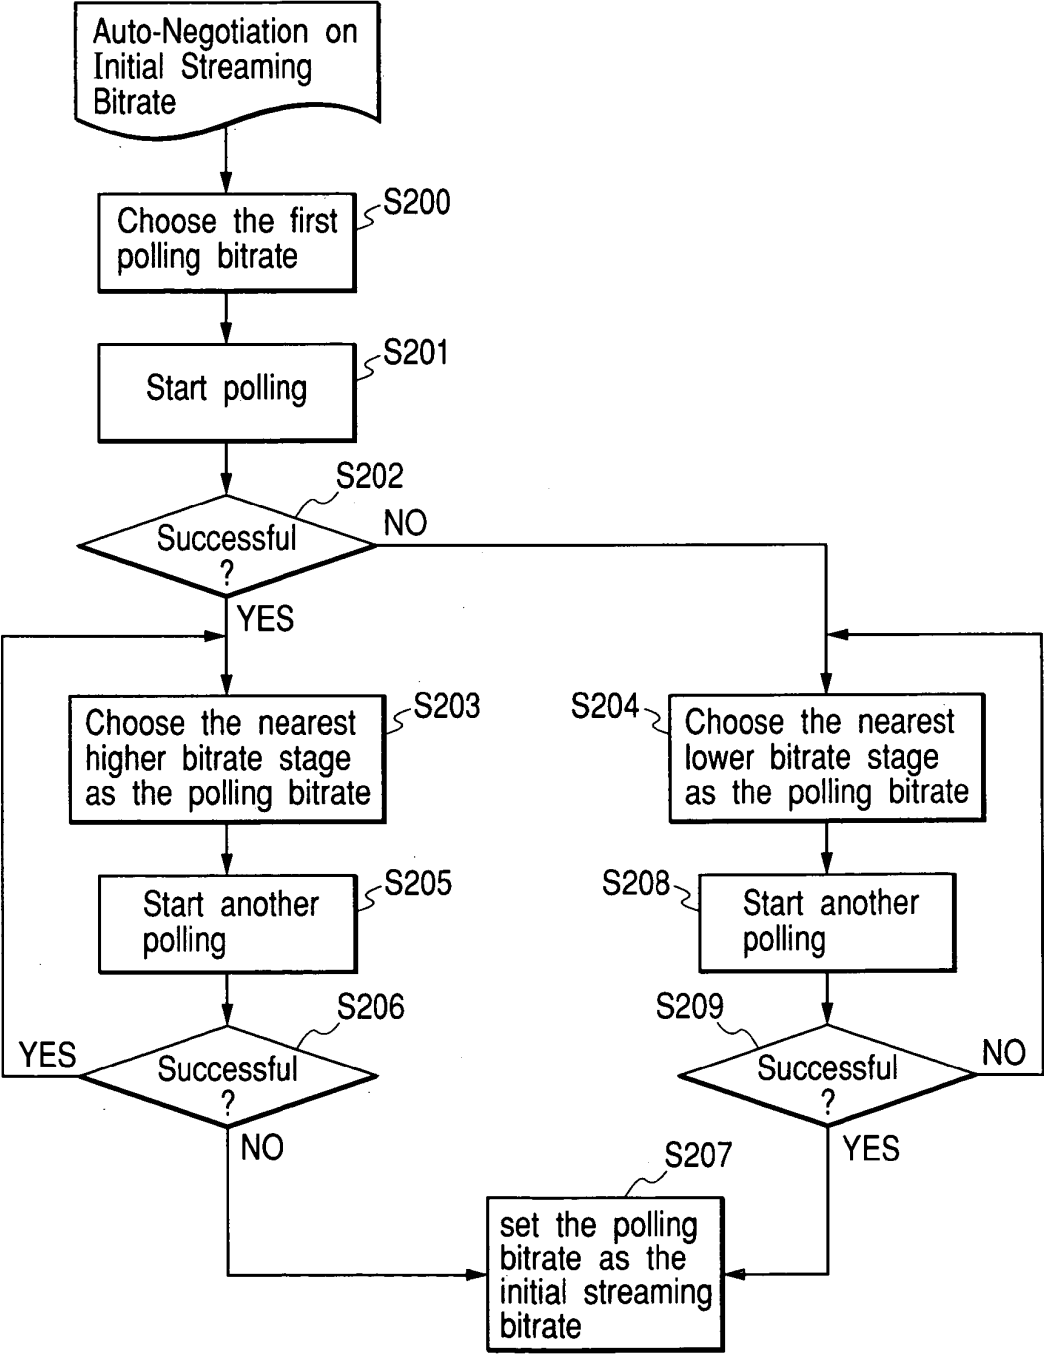 Auto-Negotiation on
Initial Streaming
Bitrate
S200
Choose the first
polling bitrate
S201
Start polling
S202
Successful
?
NO
YES
S203
Choose the nearest
higher bitrate stage
as the polling bitrate
S204
Choose the nearest
lower bitrate stage
as the polling bitrate
S205
Start another
polling
S208
Start another
polling
S206
Successful
?
YES
NO
S209
Successful
?
NO
YES
S207
set the polling
bitrate as the
initial streaming
bitrate